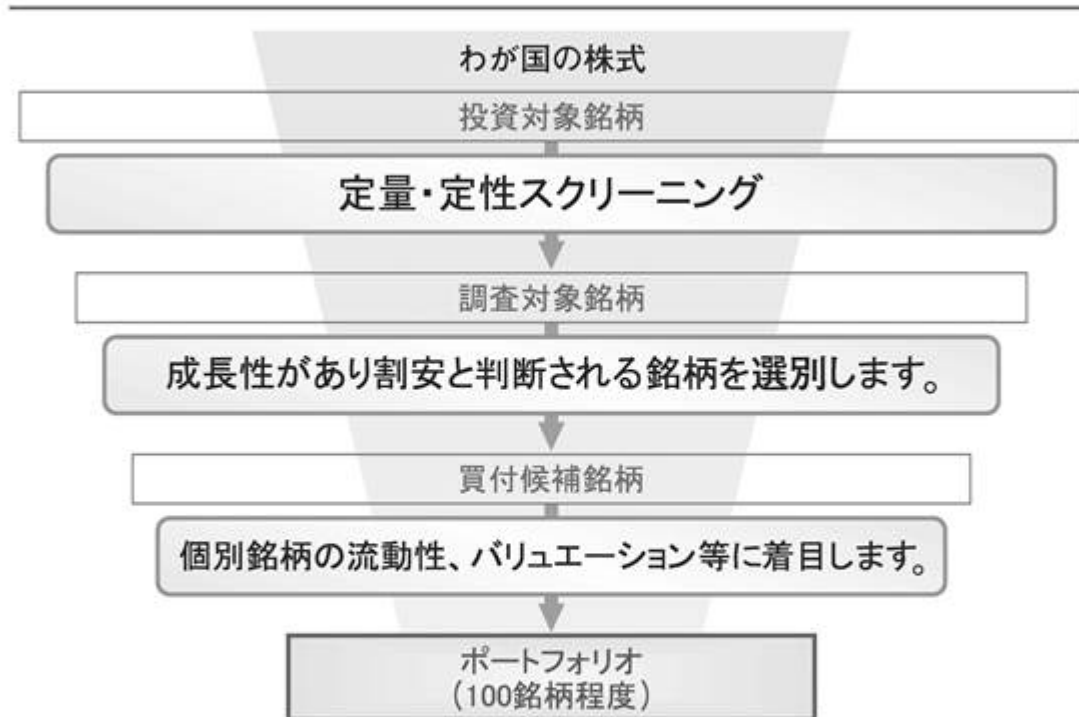 わが国の株式
投資対象銘柄
定量・定性スクリーニング
調査対象銘柄
成長性があり割安と判断される銘柄を選別します。
買付候補銘柄
個別銘柄の流動性、バリュエーション等に着目します。
ポートフォリオ
(100銘柄程度)